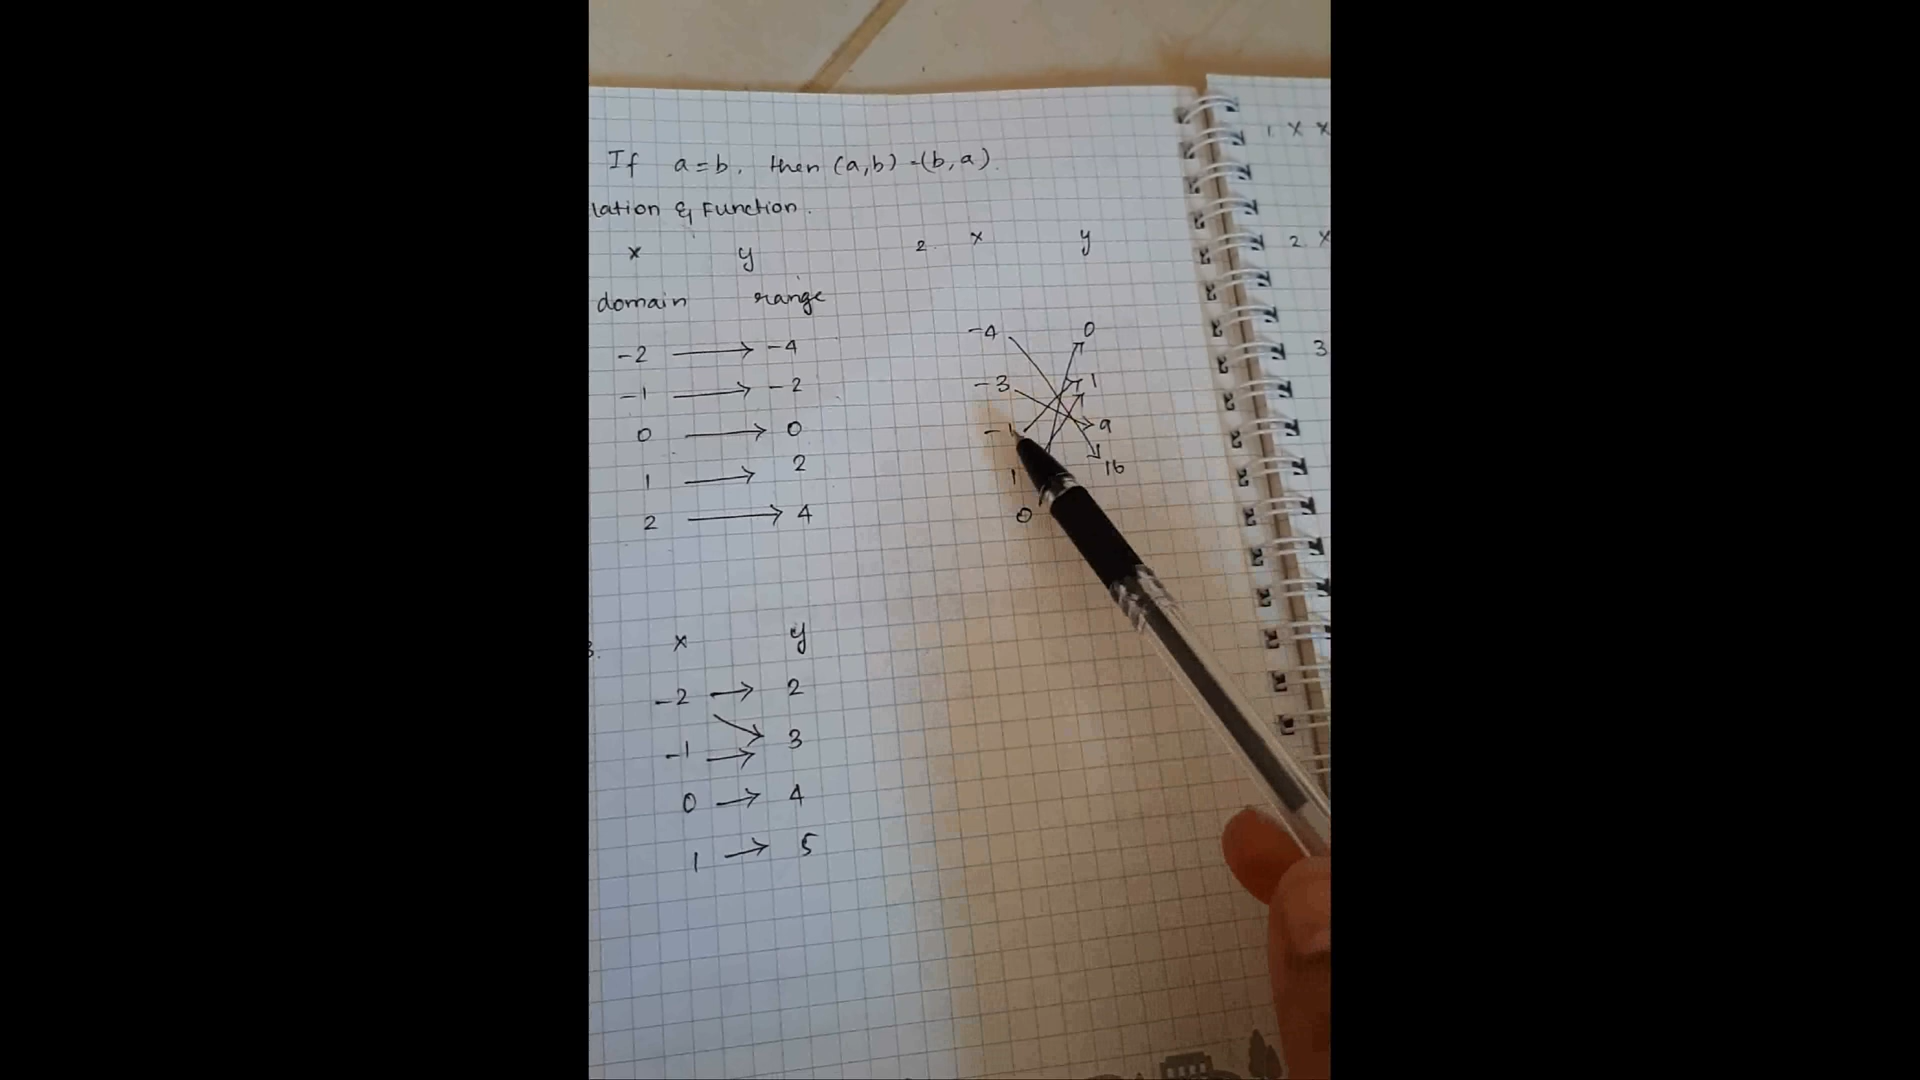 If a=b, then (a,b) =(b,a).
lation & Function.
x y
domain range
-2 → -4
-1 → -2
0 → 0
1 → 2
2 → 4
2. x y
-4 0
-3 1
-1 9
1 16
0
3. x y
-2 → 2
3
-1 →
0 → 4
1 → 5
1. x x
2. x
3